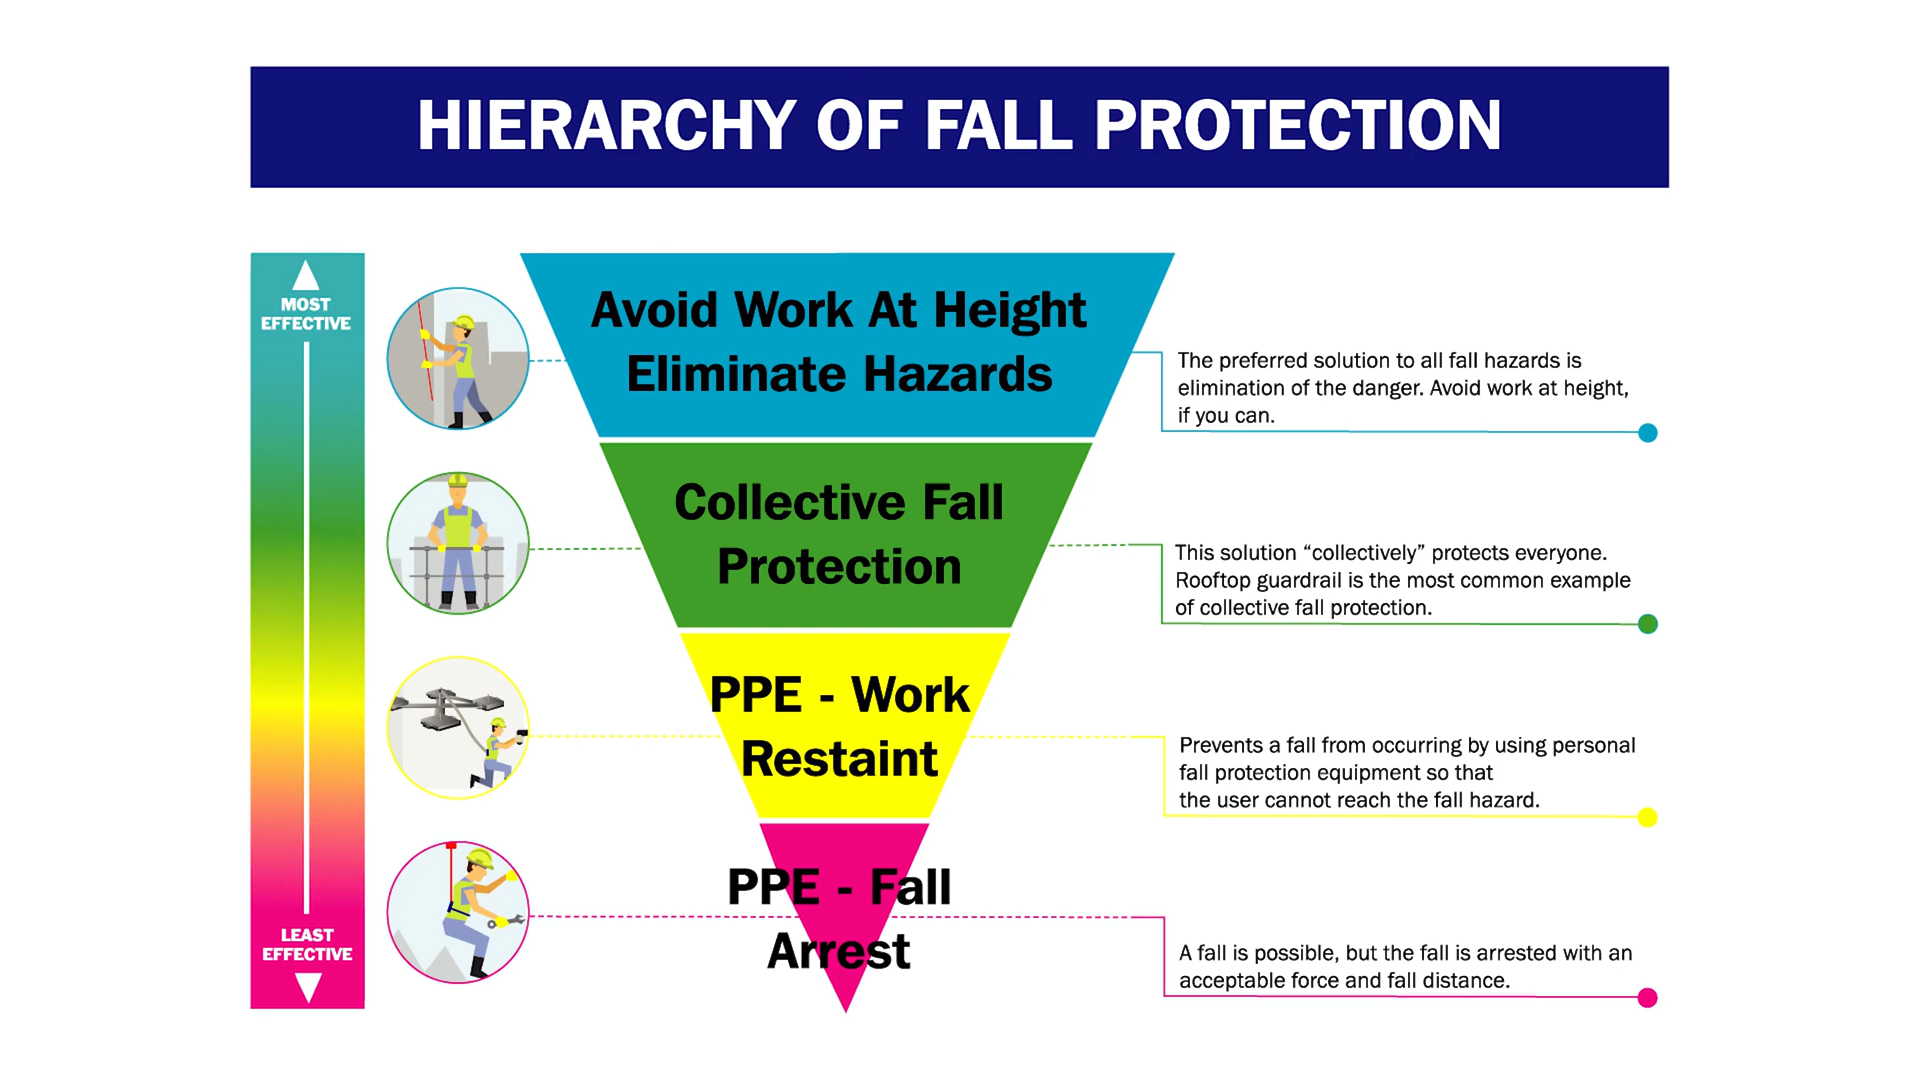 HIERARCHY OF FALL PROTECTION
MOST
EFFECTIVE
Avoid Work At Height
Eliminate Hazards
The preferred solution to all fall hazards is
elimination of the danger. Avoid work at height,
if you can.
Collective Fall
Protection
This solution “collectively” protects everyone.
Rooftop guardrail is the most common example
of collective fall protection.
PPE - Work
Restaint
Prevents a fall from occurring by using personal
fall protection equipment so that
the user cannot reach the fall hazard.
PPE - Fall
Arrest
A fall is possible, but the fall is arrested with an
acceptable force and fall distance.
LEAST
EFFECTIVE